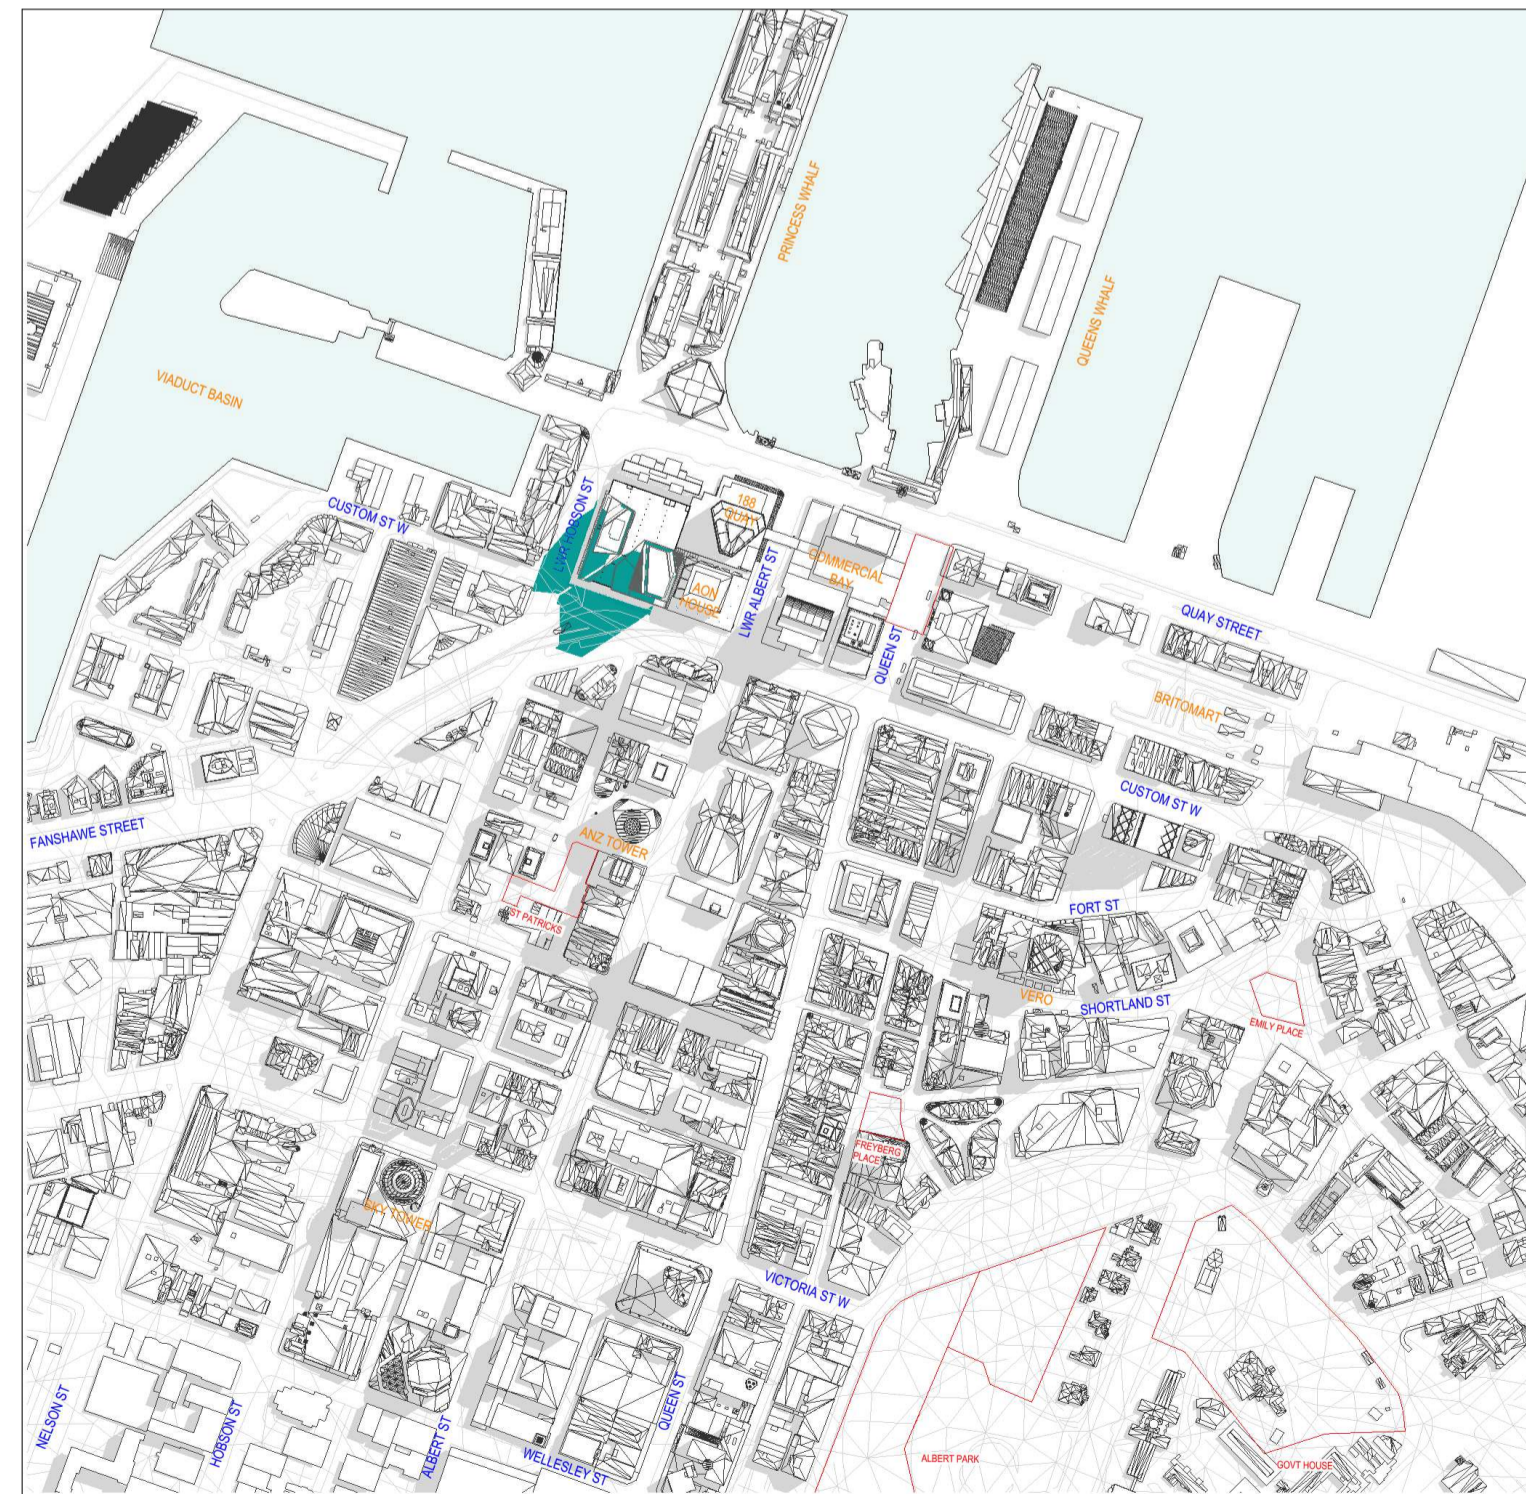 PRINCESS WHALF
QUEENS WHALF
VIADUCT BASIN
CUSTOM ST W
LWR HOBSON ST
188
QUAY
COMMERCIAL
BAY
AON
HOUSE
LWR ALBERT ST
QUEEN ST
QUAY STREET
BRITOMART
CUSTOM ST W
FANSHAWE STREET
ANZ TOWER
ST PATRICKS
FORT ST
VERO
SHORTLAND ST
EMILY PLACE
FREYBERG
PLACE
SKY TOWER
VICTORIA ST W
NELSON ST
HOBSON ST
ALBERT ST
WELLESLEY ST
QUEEN ST
ALBERT PARK
GOVT HOUSE